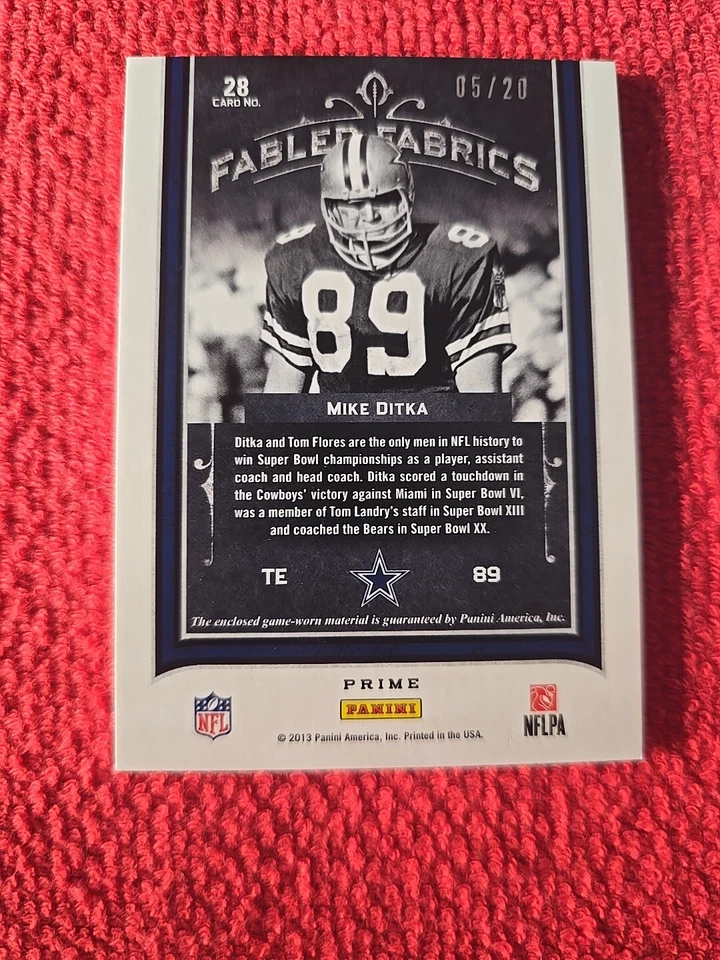 28
CARD NO.
05/20
FABLED FABRICS
8
8
89
MIKE DITKA
Ditka and Tom Flores are the only men in NFL history to
win Super Bowl championships as a player, assistant
coach and head coach. Ditka scored a touchdown in
the Cowboys' victory against Miami in Super Bowl VI,
was a member of Tom Landry's staff in Super Bowl XIII
and coached the Bears in Super Bowl XX.
TE
89
The enclosed game-worn material is guaranteed by Panini America, Inc.
PRIME
PANINI
NFL
NFLPA
© 2013 Panini America, Inc. Printed in the USA.